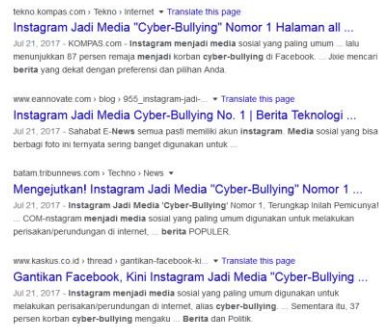 tekno.kompas.com › Tekno › Internet ▼ Translate this page
Instagram Jadi Media "Cyber-Bullying" Nomor 1 Halaman all ...
Jul 21, 2017 - KOMPAS.com - Instagram menjadi media sosial yang paling umum ... lalu
menunjukkan 87 persen remaja menjadi korban cyber-bullying di Facebook. ... Jixie mencari
berita yang dekat dengan preferensi dan pilihan Anda.
www.eannovate.com › blog › 955_instagram-jadi-... ▼ Translate this page
Instagram Jadi Media Cyber-Bullying No. 1 | Berita Teknologi ...
Jul 21, 2017 - Sahabat E-News semua pasti memiliki akun instagram. Media sosial yang bisa
berbagi foto ini ternyata sering banget digunakan untuk ...
batam.tribunnews.com › Techno › News ▼
Mengejutkan! Instagram Jadi Media "Cyber-Bullying" Nomor 1 ...
Jul 21, 2017 - Instagram Jadi Media 'Cyber-Bullying' Nomor 1, Terungkap Inilah Pemicunya!
... COM-nstagram menjadi media sosial yang paling umum digunakan untuk melakukan
perisakan/perundungan di internet, ... berita POPULER.
www.kaskus.co.id › thread › gantikan-facebook-ki... ▼ Translate this page
Gantikan Facebook, Kini Instagram Jadi Media "Cyber-Bullying ...
Jul 21, 2017 - Instagram menjadi media sosial yang paling umum digunakan untuk
melakukan perisakan/perundungan di internet, alias cyber-bullying. ... Sementara itu, 37
persen korban cyber-bullying mengaku ... Berita dan Politik.